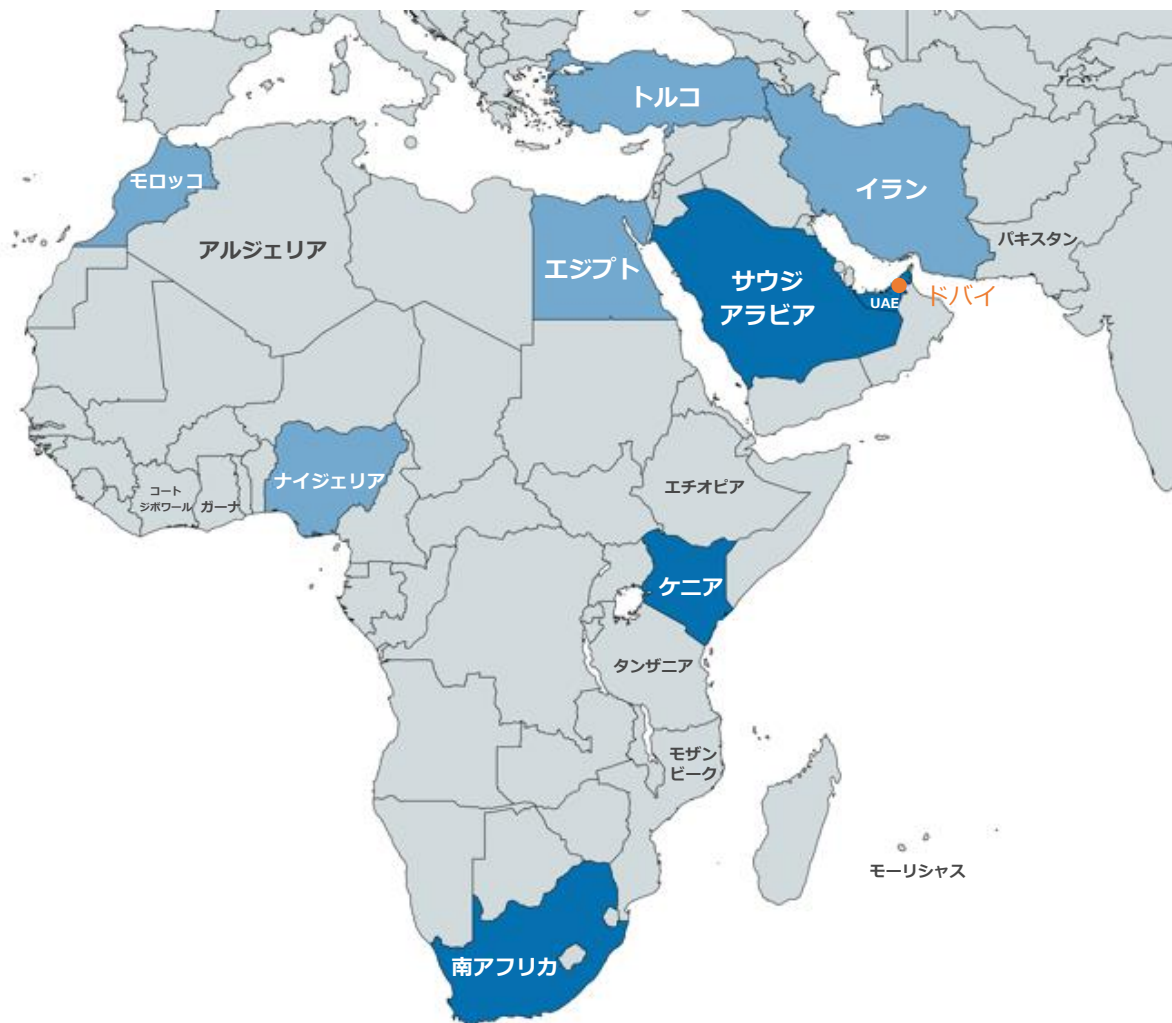 トルコ
モロッコ
イラン
アルジェリア
パキスタン
エジプト
サウジ
アラビア
UAE
ドバイ
ナイジェリア
コート
ジボワール
ガーナ
エチオピア
ケニア
タンザニア
モザン
ビーク
モーリシャス
南アフリカ